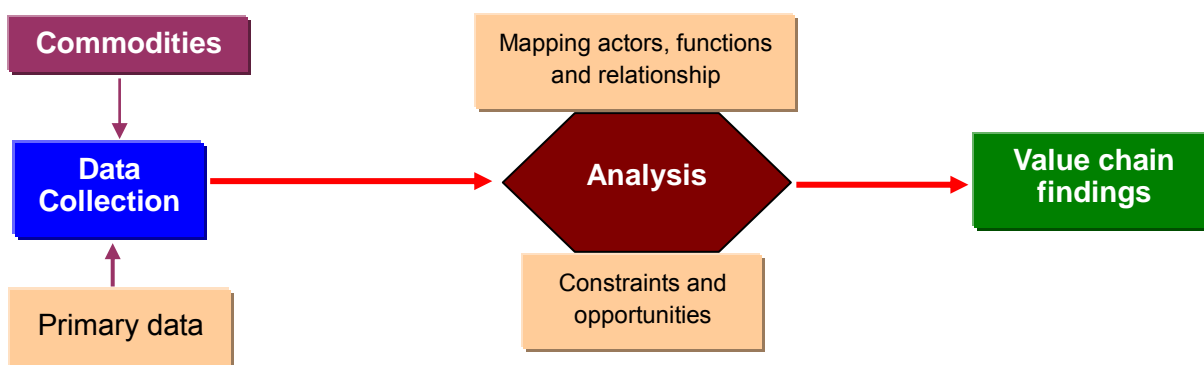 Commodities
Mapping actors, functions
and relationship
Data
Collection
Analysis
Value chain
findings
Constraints and
opportunities
Primary data